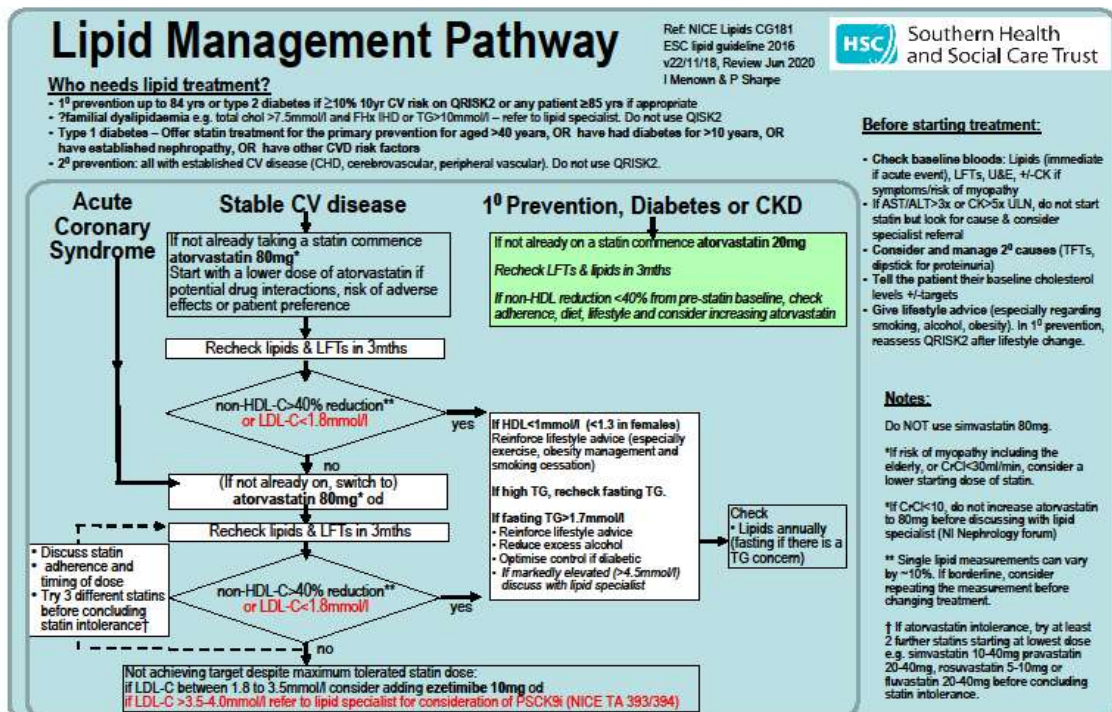 Lipid Management Pathway
Ref: NICE Lipids CG181
ESC lipid guideline 2016
v22/11/18, Review Jun 2020
I Menown & P Sharpe
HSC Southern Health
and Social Care Trust
Who needs lipid treatment?
- 1⁰ prevention up to 84 yrs or type 2 diabetes if ≥10% 10yr CV risk on QRISK2 or any patient ≥85 yrs if appropriate
- ?familial dyslipidaemia e.g. total chol >7.5mmol/l and FHx IHD or TG>10mmol/l – refer to lipid specialist. Do not use QISK2
- Type 1 diabetes – Offer statin treatment for the primary prevention for aged >40 years, OR have had diabetes for >10 years, OR
have established nephropathy, OR have other CVD risk factors
- 2⁰ prevention: all with established CV disease (CHD, cerebrovascular, peripheral vascular). Do not use QRISK2.
Acute
Coronary
Syndrome
Stable CV disease
If not already taking a statin commence
atorvastatin 80mg*
Start with a lower dose of atorvastatin if
potential drug interactions, risk of adverse
effects or patient preference
Recheck lipids & LFTs in 3mths
non-HDL-C>40% reduction**
or LDL-C<1.8mmol/l
yes
no
(If not already on, switch to)
atorvastatin 80mg* od
Recheck lipids & LFTs in 3mths
• Discuss statin
• adherence and
timing of dose
• Try 3 different statins
before concluding
statin intolerance†
non-HDL-C>40% reduction**
or LDL-C<1.8mmol/l
yes
no
Not achieving target despite maximum tolerated statin dose:
if LDL-C between 1.8 to 3.5mmol/l consider adding ezetimibe 10mg od
if LDL-C >3.5-4.0mmol/l refer to lipid specialist for consideration of PSCK9i (NICE TA 393/394)
1⁰ Prevention, Diabetes or CKD
If not already on a statin commence atorvastatin 20mg
Recheck LFTs & lipids in 3mths
If non-HDL reduction <40% from pre-statin baseline, check
adherence, diet, lifestyle and consider increasing atorvastatin
If HDL<1mmol/l (<1.3 in females)
Reinforce lifestyle advice (especially
exercise, obesity management and
smoking cessation)
If high TG, recheck fasting TG.
If fasting TG>1.7mmol/l
• Reinforce lifestyle advice
• Reduce excess alcohol
• Optimise control if diabetic
• If markedly elevated (>4.5mmol/l)
discuss with lipid specialist
Check
• Lipids annually
(fasting if there is a
TG concern)
Before starting treatment:
- Check baseline bloods: Lipids (immediate
if acute event), LFTs, U&E, +/-CK if
symptoms/risk of myopathy
- If AST/ALT>3x or CK>5x ULN, do not start
statin but look for cause & consider
specialist referral
- Consider and manage 2⁰ causes (TFTs,
dipstick for proteinuria)
- Tell the patient their baseline cholesterol
levels +/-targets
- Give lifestyle advice (especially regarding
smoking, alcohol, obesity). In 1⁰ prevention,
reassess QRISK2 after lifestyle change.
Notes:
Do NOT use simvastatin 80mg.
*If risk of myopathy including the
elderly, or CrCl<30ml/min, consider a
lower starting dose of statin.
*If CrCl<10, do not increase atorvastatin
to 80mg before discussing with lipid
specialist (NI Nephrology forum)
** Single lipid measurements can vary
by ~10%. If borderline, consider
repeating the measurement before
changing treatment.
† If atorvastatin intolerance, try at least
2 further statins starting at lowest dose
e.g. simvastatin 10-40mg pravastatin
20-40mg, rosuvastatin 5-10mg or
fluvastatin 20-40mg before concluding
statin intolerance.